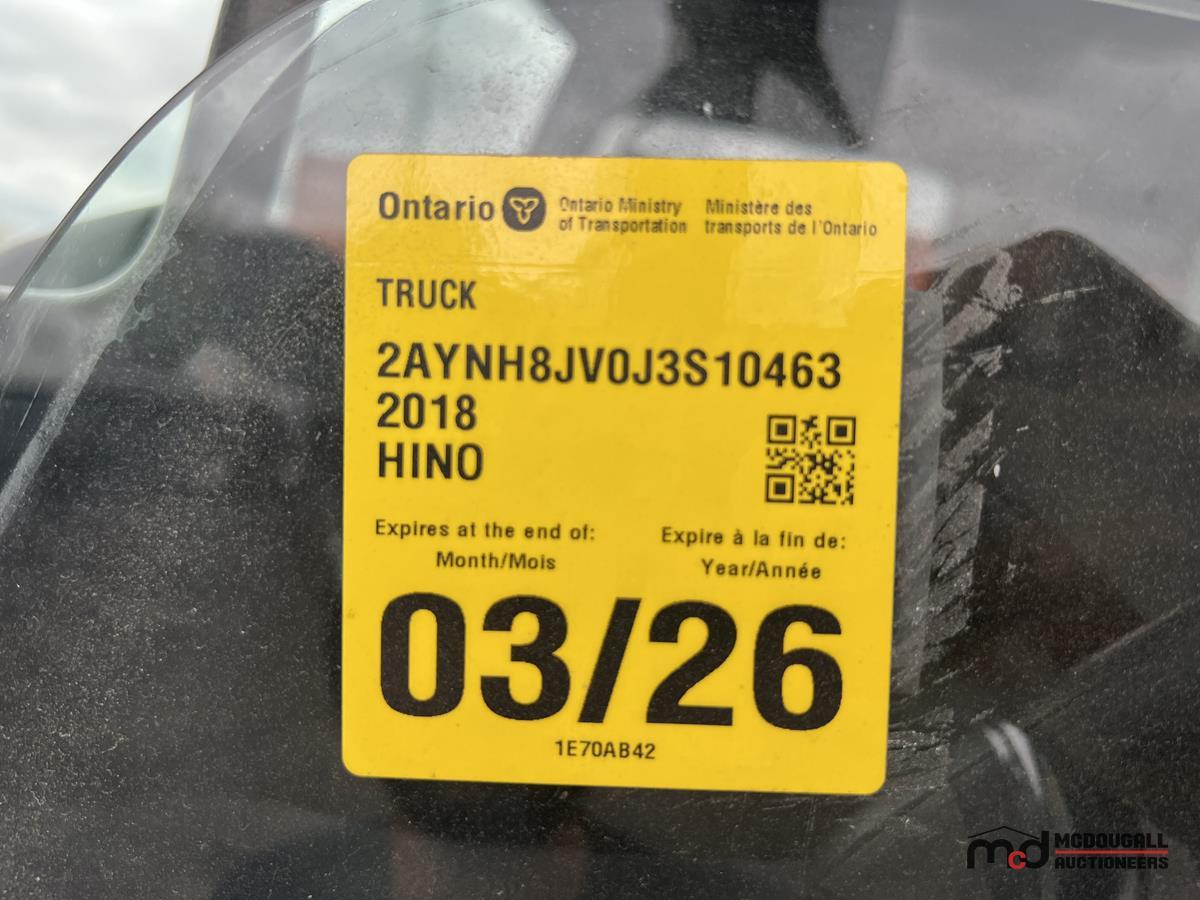 Ontario
Ontario Ministry
of Transportation
Ministère des
transports de l'Ontario
TRUCK
2AYNH8JV0J3S10463
2018
HINO
Expires at the end of:
Month/Mois
Expire à la fin de:
Year/Année
03/26
1E70AB42
mcd MCDOUGALL
AUCTIONEERS